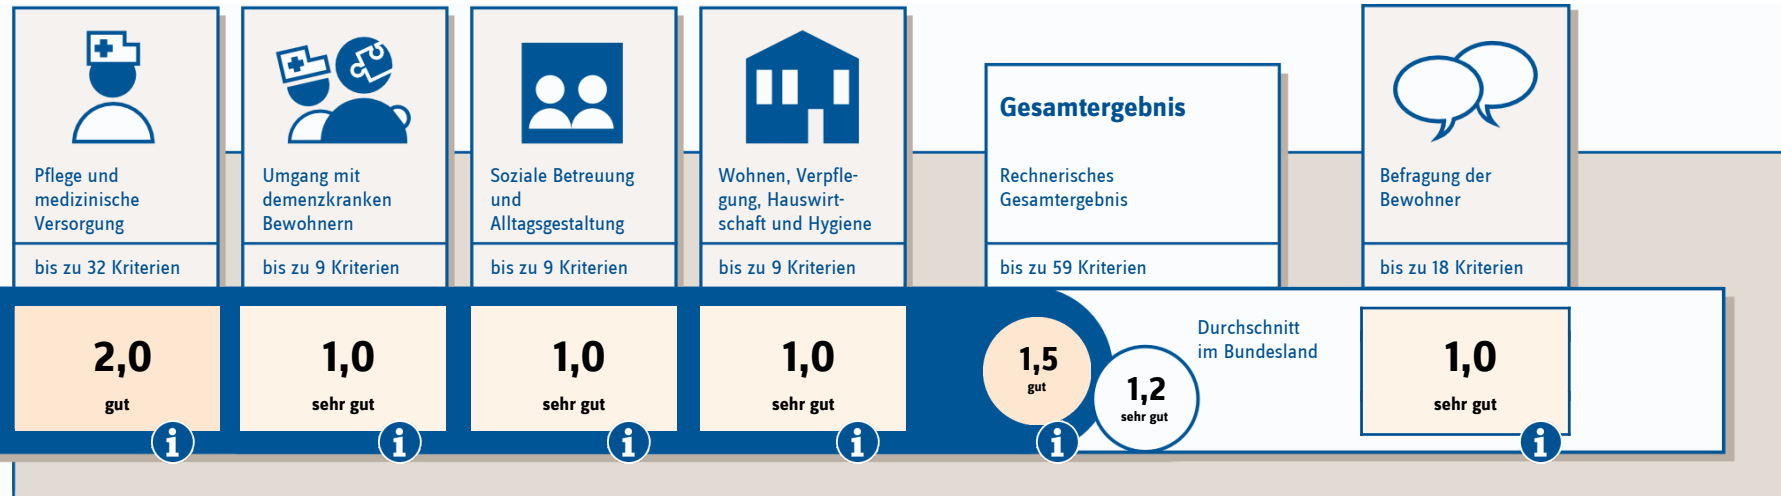 Pflege und
medizinische
Versorgung
bis zu 32 Kriterien
2,0
gut
Umgang mit
demenzkranken
Bewohnern
bis zu 9 Kriterien
1,0
sehr gut
Soziale Betreuung
und
Alltagsgestaltung
bis zu 9 Kriterien
1,0
sehr gut
Wohnen, Verpfle-
gung, Hauswirt-
schaft und Hygiene
bis zu 9 Kriterien
1,0
sehr gut
Gesamtergebnis
Rechnerisches
Gesamtergebnis
bis zu 59 Kriterien
1,5
gut
1,2
sehr gut
Durchschnitt
im Bundesland
Befragung der
Bewohner
bis zu 18 Kriterien
1,0
sehr gut
i
i
i
i
i
i